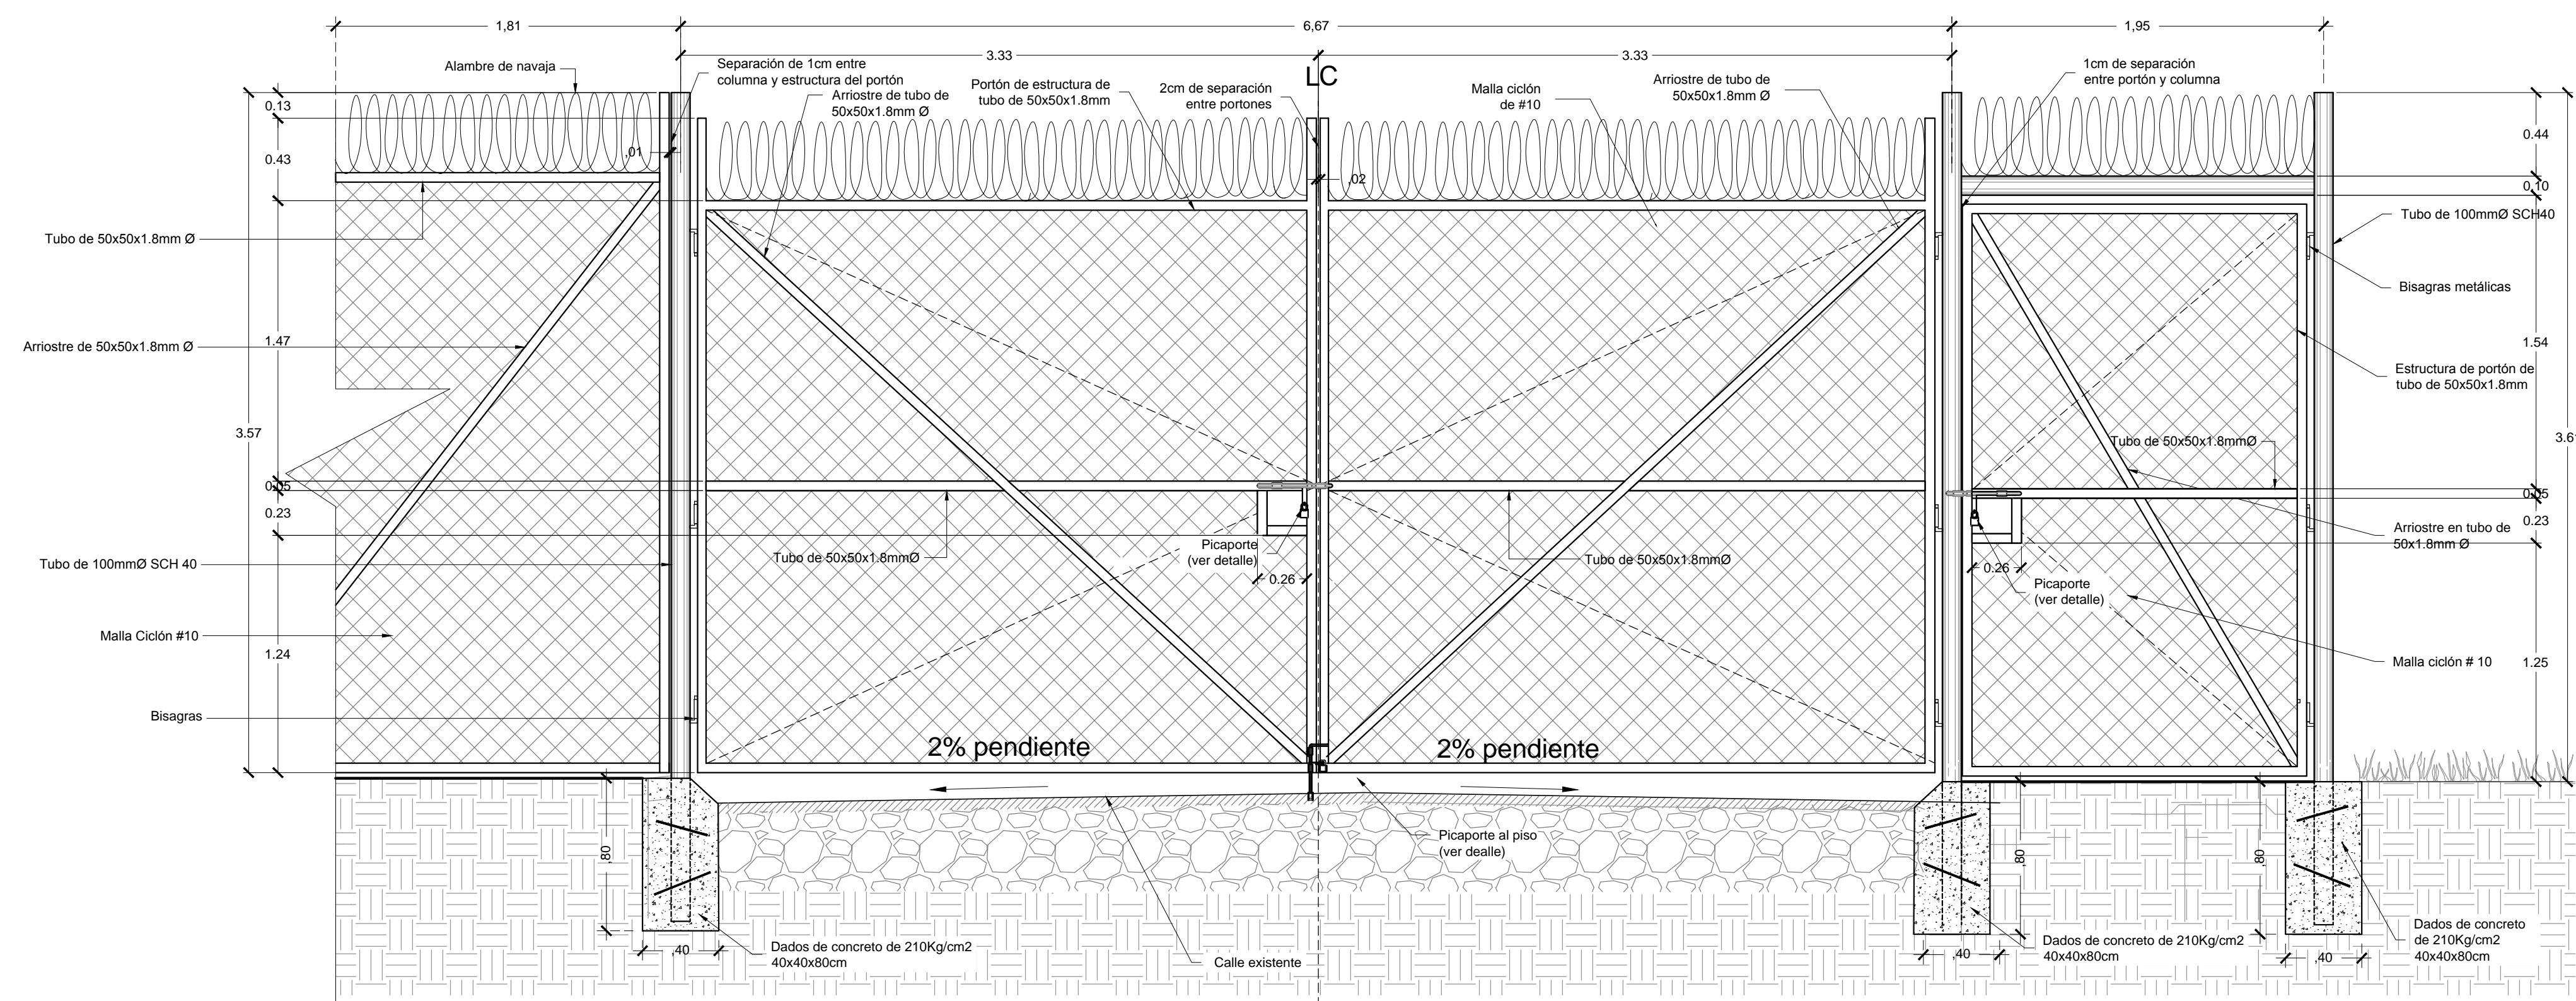 1,81
6,67
1,95
3.33
3.33
LC
Alambre de navaja
Separación de 1cm entre
columna y estructura del portón
Arriostre de tubo de
50x50x1.8mm Ø
Portón de estructura de
tubo de 50x50x1.8mm
2cm de separación
entre portones
Malla ciclón
de #10
Arriostre de tubo de
50x50x1.8mm Ø
1cm de separación
entre portón y columna
0.13
0.43
,01
,02
0.44
0.10
Tubo de 50x50x1.8mm Ø
Tubo de 100mmØ SCH40
Bisagras metálicas
Arriostre de 50x50x1.8mm Ø
1.47
1.54
Estructura de portón de
tubo de 50x50x1.8mm
3.57
Tubo de 50x50x1.8mmØ
0.05
0.05
0.23
0.23
Tubo de 100mmØ SCH 40
Tubo de 50x50x1.8mmØ
Picaporte
(ver detalle)
0.26
Tubo de 50x50x1.8mmØ
0.26
Picaporte
(ver detalle)
Arriostre en tubo de
50x1.8mm Ø
Malla Ciclón #10
1.24
Malla ciclón # 10
1.25
Bisagras
2% pendiente
2% pendiente
Picaporte al piso
(ver dealle)
,80
,80
,80
,40
Dados de concreto de 210Kg/cm2
40x40x80cm
Calle existente
,40
Dados de concreto de 210Kg/cm2
40x40x80cm
,40
Dados de concreto
de 210Kg/cm2
40x40x80cm